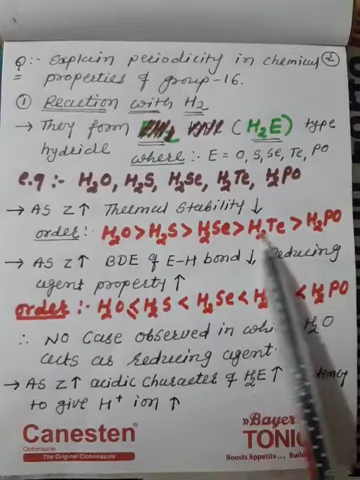 Q:- Explain periodicity in chemical ②
properties of group-16.
① Reaction with H2
→ They form (H2E) type
hydride where:- E = O, S, Se, Te, PO
e.g:- H2O, H2S, H2Se, H2Te, H2PO
→ AS Z↑ Thermal Stability ↓
order:- H2O > H2S > H2Se > H2Te > H2PO
→ AS Z↑ BDE of E-H bond ↓ Reducing
agent property ↑
order:- H2O < H2S < H2Se < < H2PO
∴ NO Case observed in H2O
acts as Reducing agent
→ AS Z↑ acidic character of H2E ↑
to give H+ ion ↑
Canesten®
Clotrimazole
The Original Clotrimazole
»Bayer
TONIC
Boosts Appetite...